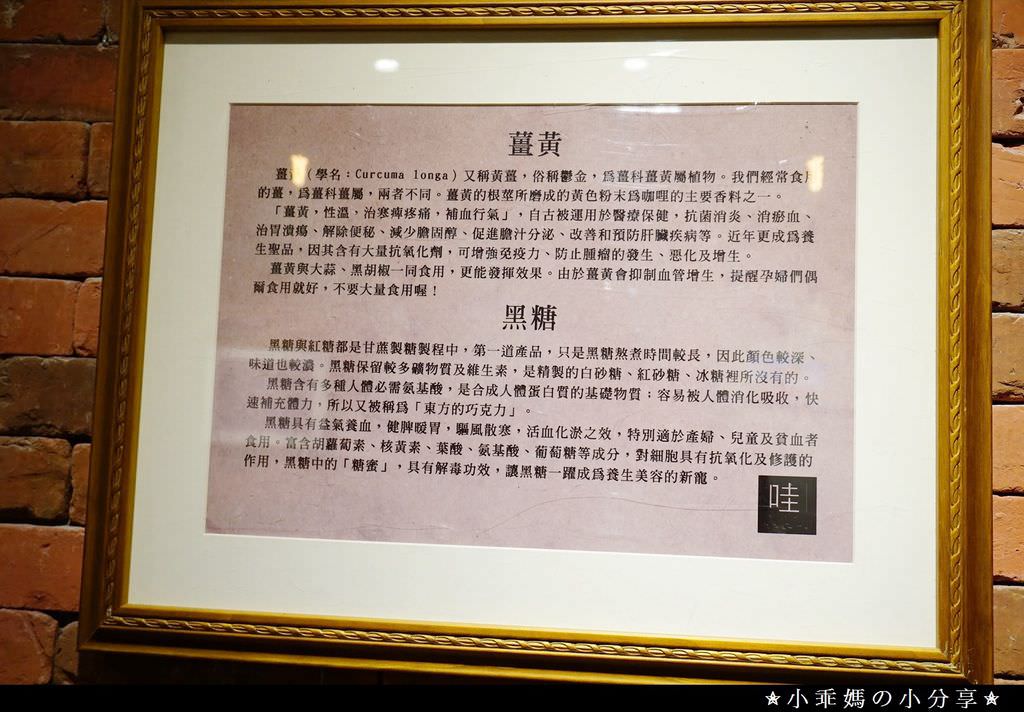 薑黃
薑（學名：Curcuma longa）又稱黃薑，俗稱鬱金，爲薑科薑黃屬植物。我們經常食
的薑，爲薑科薑屬，兩者不同。薑黃的根莖所磨成的黃色粉末爲咖哩的主要香料之一。
「薑黃，性溫，治寒痺疼痛，補血行氣」，自古被運用於醫療保健，抗菌消炎、消瘀血、
治胃潰瘍、解除便秘、減少膽固醇、促進膽汁分泌、改善和預防肝臟疾病等。近年更成爲養
生聖品，因其含有大量抗氧化劑，可增強免疫力、防止腫瘤的發生、惡化及增生。
薑黃與大蒜、黑胡椒一同食用，更能發揮效果。由於薑黃會抑制血管增生，提醒孕婦們偶
爾食用就好，不要大量食用喔！
黑糖
黑糖與紅糖都是甘蔗製糖製程中，第一道產品，只是黑糖熬煮時間較長，因此顏色較深、
味道也較濃。黑糖保留較多礦物質及維生素，是精製的白砂糖、紅砂糖、冰糖裡所沒有的。
黑糖含有多種人體必需氨基酸，是合成人體蛋白質的基礎物質；容易被人體消化吸收，快
速補充體力，所以又被稱爲「東方的巧克力」。
黑糖具有益氣養血，健脾暖胃，驅風散寒，活血化淤之效，特別適於產婦、兒童及貧血者
食用。富含胡蘿蔔素、核黃素、葉酸、氨基酸、葡萄糖等成分，對細胞具有抗氧化及修護的
作用，黑糖中的「糖蜜」，具有解毒功效，讓黑糖一躍成爲養生美容的新寵。
哇
★小乖媽の小分享★